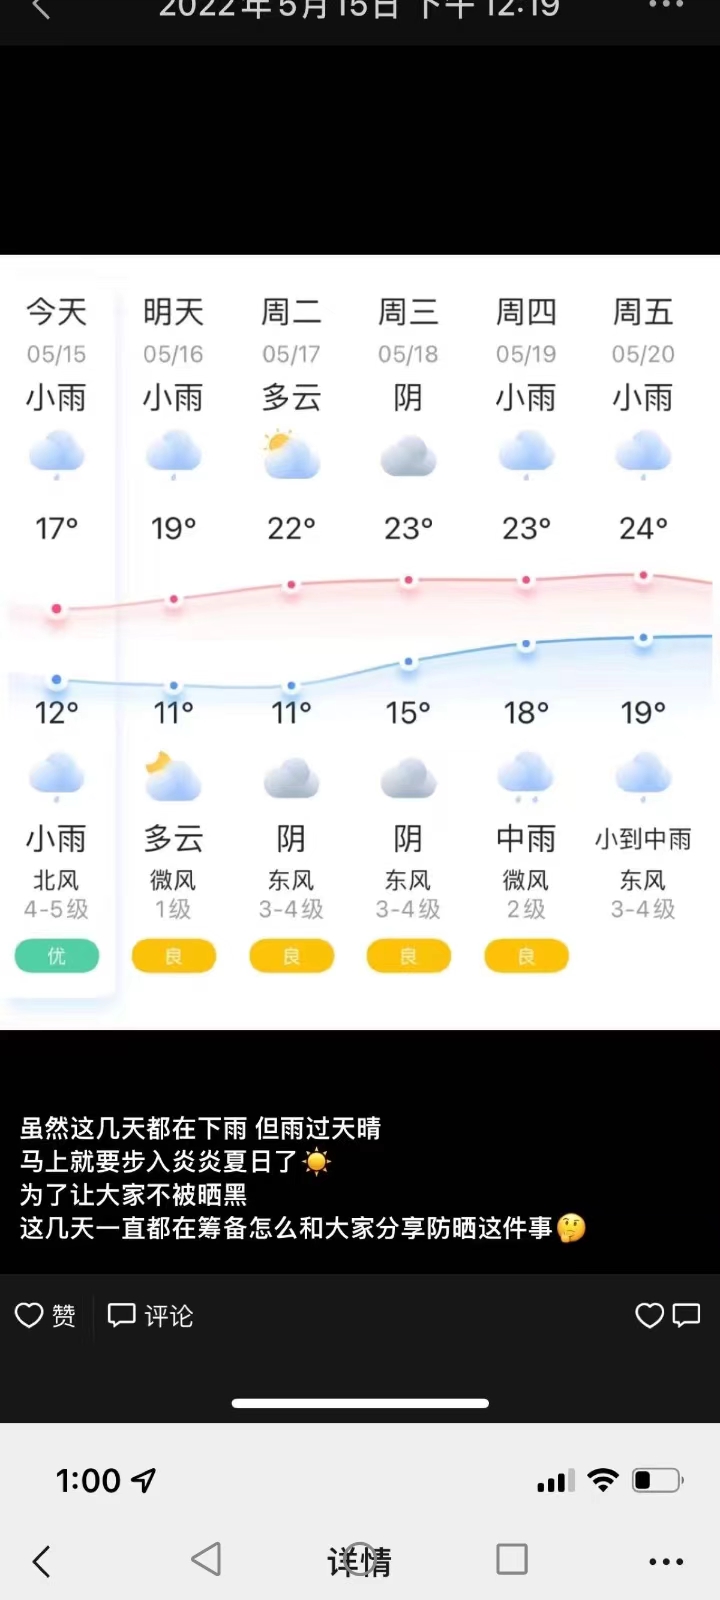 2022年5月15日 下午12:19
今天 明天 周二 周三 周四 周五
05/15 05/16 05/17 05/18 05/19 05/20
小雨 小雨 多云 阴 小雨 小雨
17° 19° 22° 23° 23° 24°
12° 11° 11° 15° 18° 19°
小雨 多云 阴 阴 中雨 小到中雨
北风 微风 东风 东风 微风 东风
4-5级 1级 3-4级 3-4级 2级 3-4级
优 良 良 良 良
虽然这几天都在下雨 但雨过天晴
马上就要步入炎炎夏日了☀️
为了让大家不被晒黑
这几天一直都在筹备怎么和大家分享防晒这件事🤔
赞 评论
1:00
详情